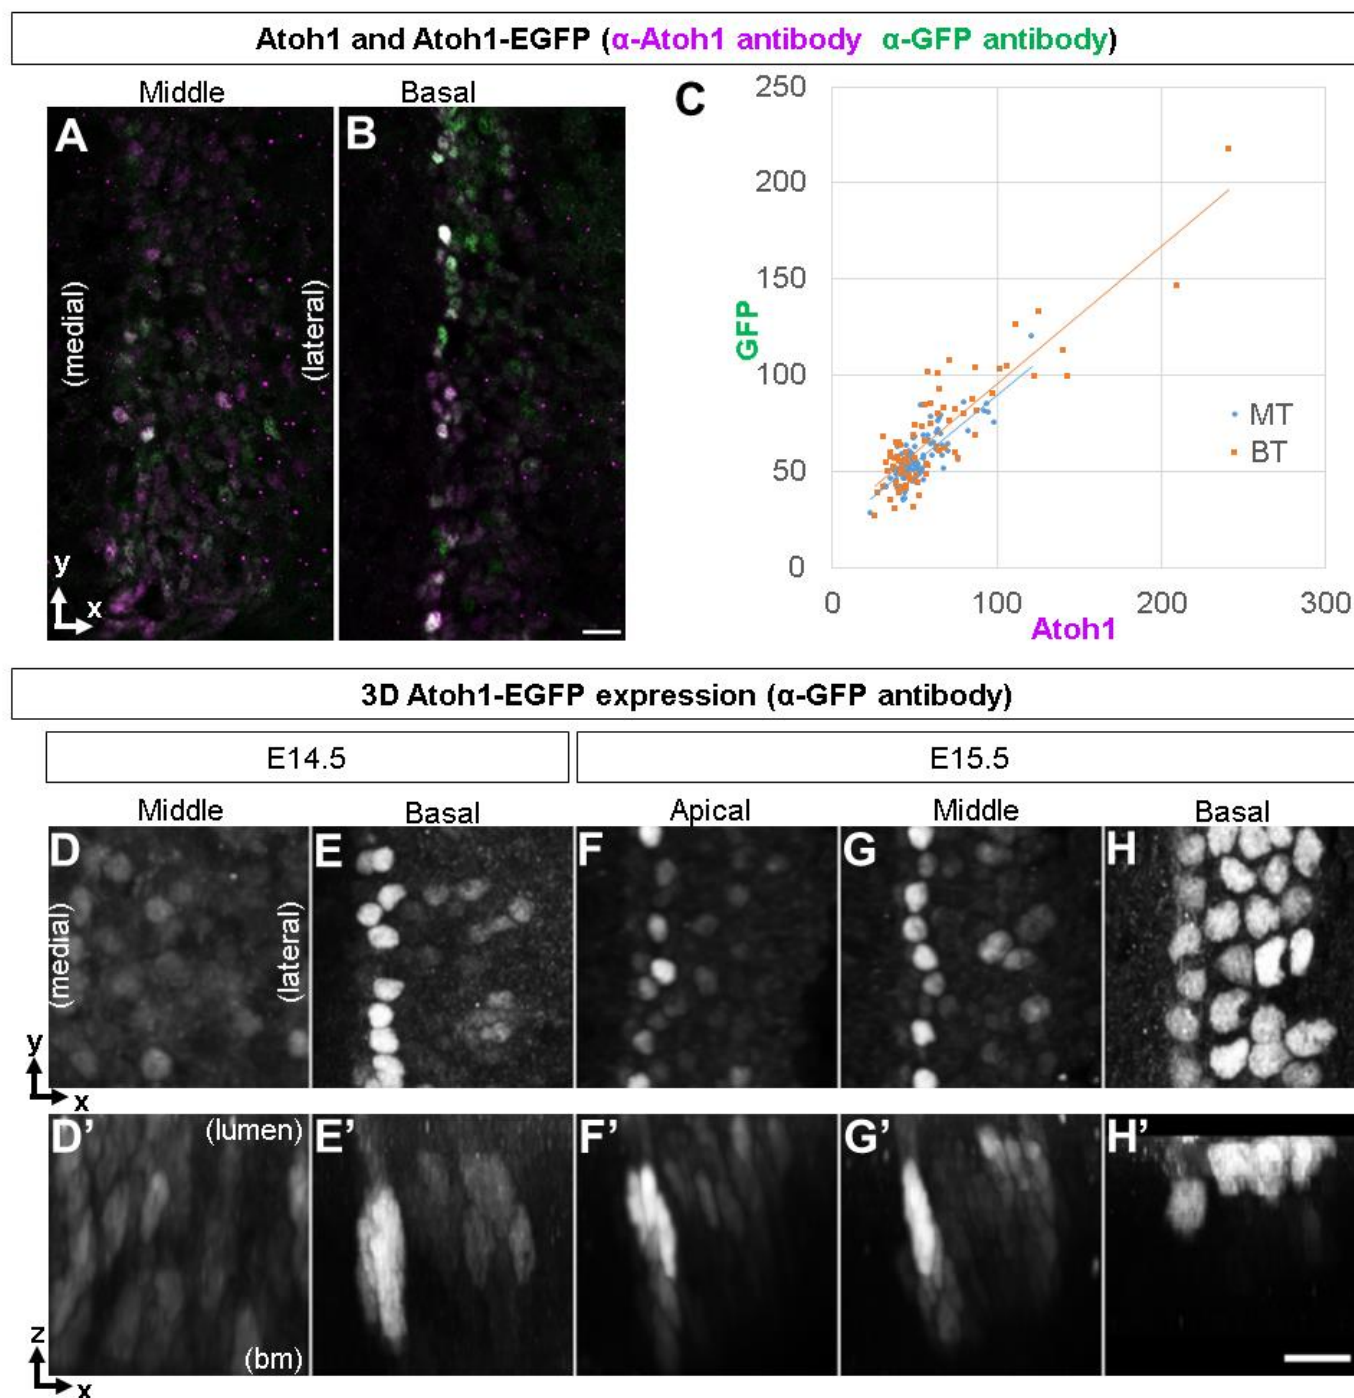 Atoh1 and Atoh1-EGFP (α-Atoh1 antibody α-GFP antibody)
Middle Basal
A B C
(medial) (lateral)
y
x
250
200
150
100
50
0
GFP
MT
BT
0 100 200 300
Atoh1
3D Atoh1-EGFP expression (α-GFP antibody)
E14.5 E15.5
Middle Basal Apical Middle Basal
D E F G H
(medial) (lateral)
y
x
D' E' F' G' H'
(lumen)
(bm)
z
x